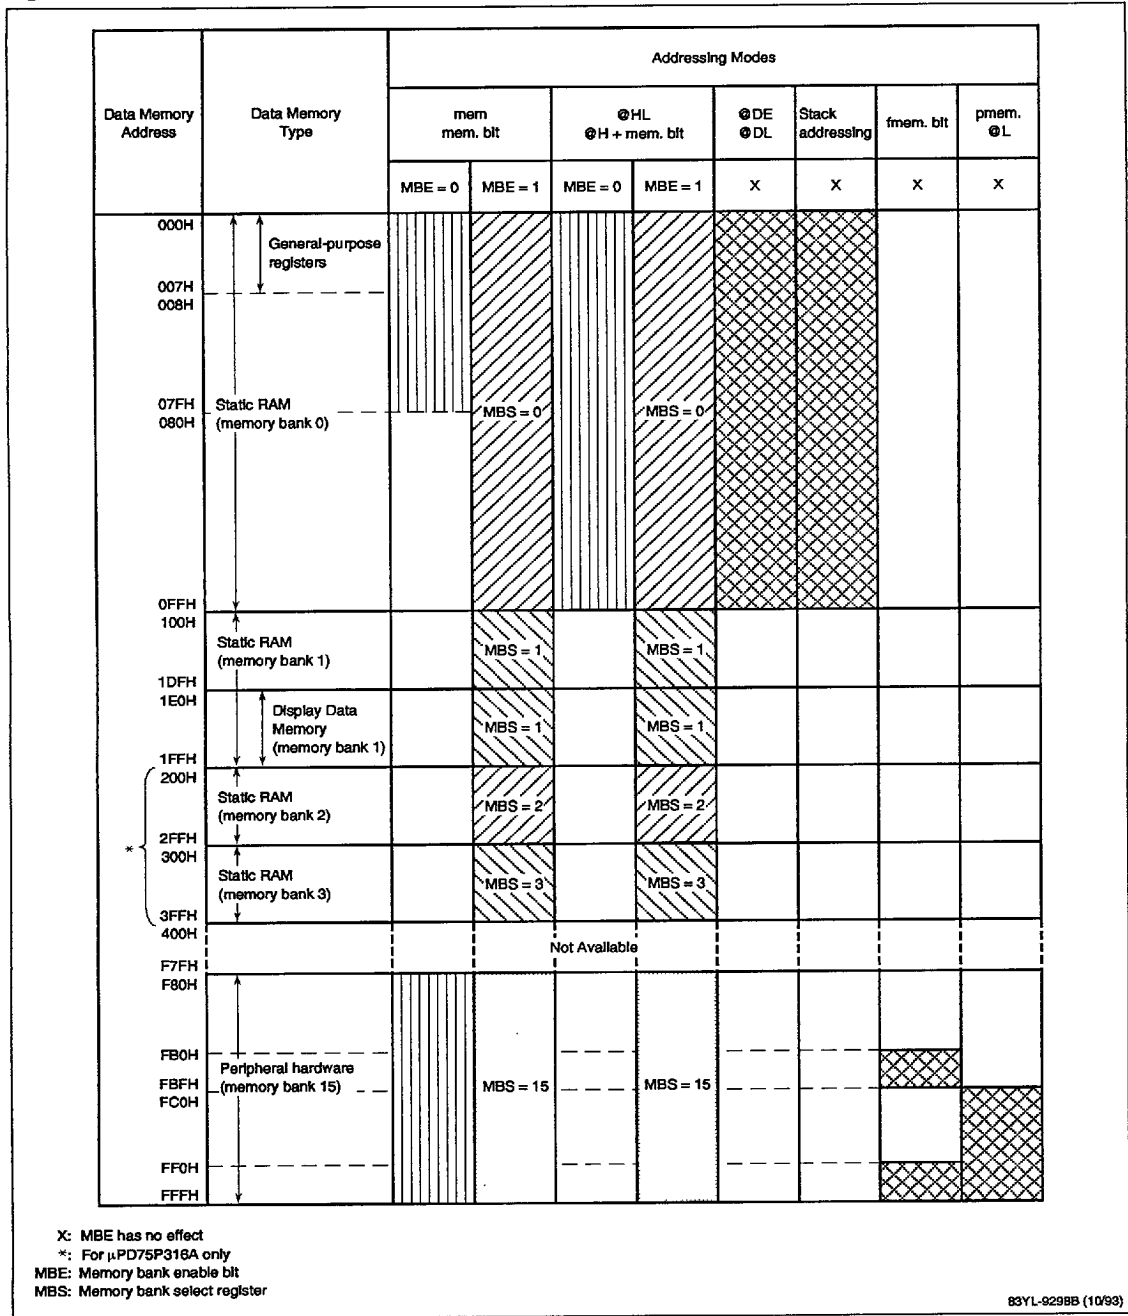 Addressing Modes
Data Memory
Address
Data Memory
Type
mem
mem. bit
@HL
@H + mem. bit
@DE
@DL
Stack
addressing
fmem. bit
pmem.
@L
MBE = 0
MBE = 1
MBE = 0
MBE = 1
X
X
X
X
000H
General-purpose
registers
007H
008H
07FH
080H
Static RAM
(memory bank 0)
MBS = 0
MBS = 0
0FFH
100H
Static RAM
(memory bank 1)
MBS = 1
MBS = 1
1DFH
1E0H
Display Data
Memory
(memory bank 1)
MBS = 1
MBS = 1
1FFH
200H
Static RAM
(memory bank 2)
MBS = 2
MBS = 2
2FFH
*
300H
Static RAM
(memory bank 3)
MBS = 3
MBS = 3
3FFH
400H
Not Available
F7FH
F80H
FB0H
Peripheral hardware
(memory bank 15)
MBS = 15
MBS = 15
FBFH
FC0H
FF0H
FFFH
X: MBE has no effect
*: For µPD75P316A only
MBE: Memory bank enable bit
MBS: Memory bank select register
83YL-9298B (10/93)